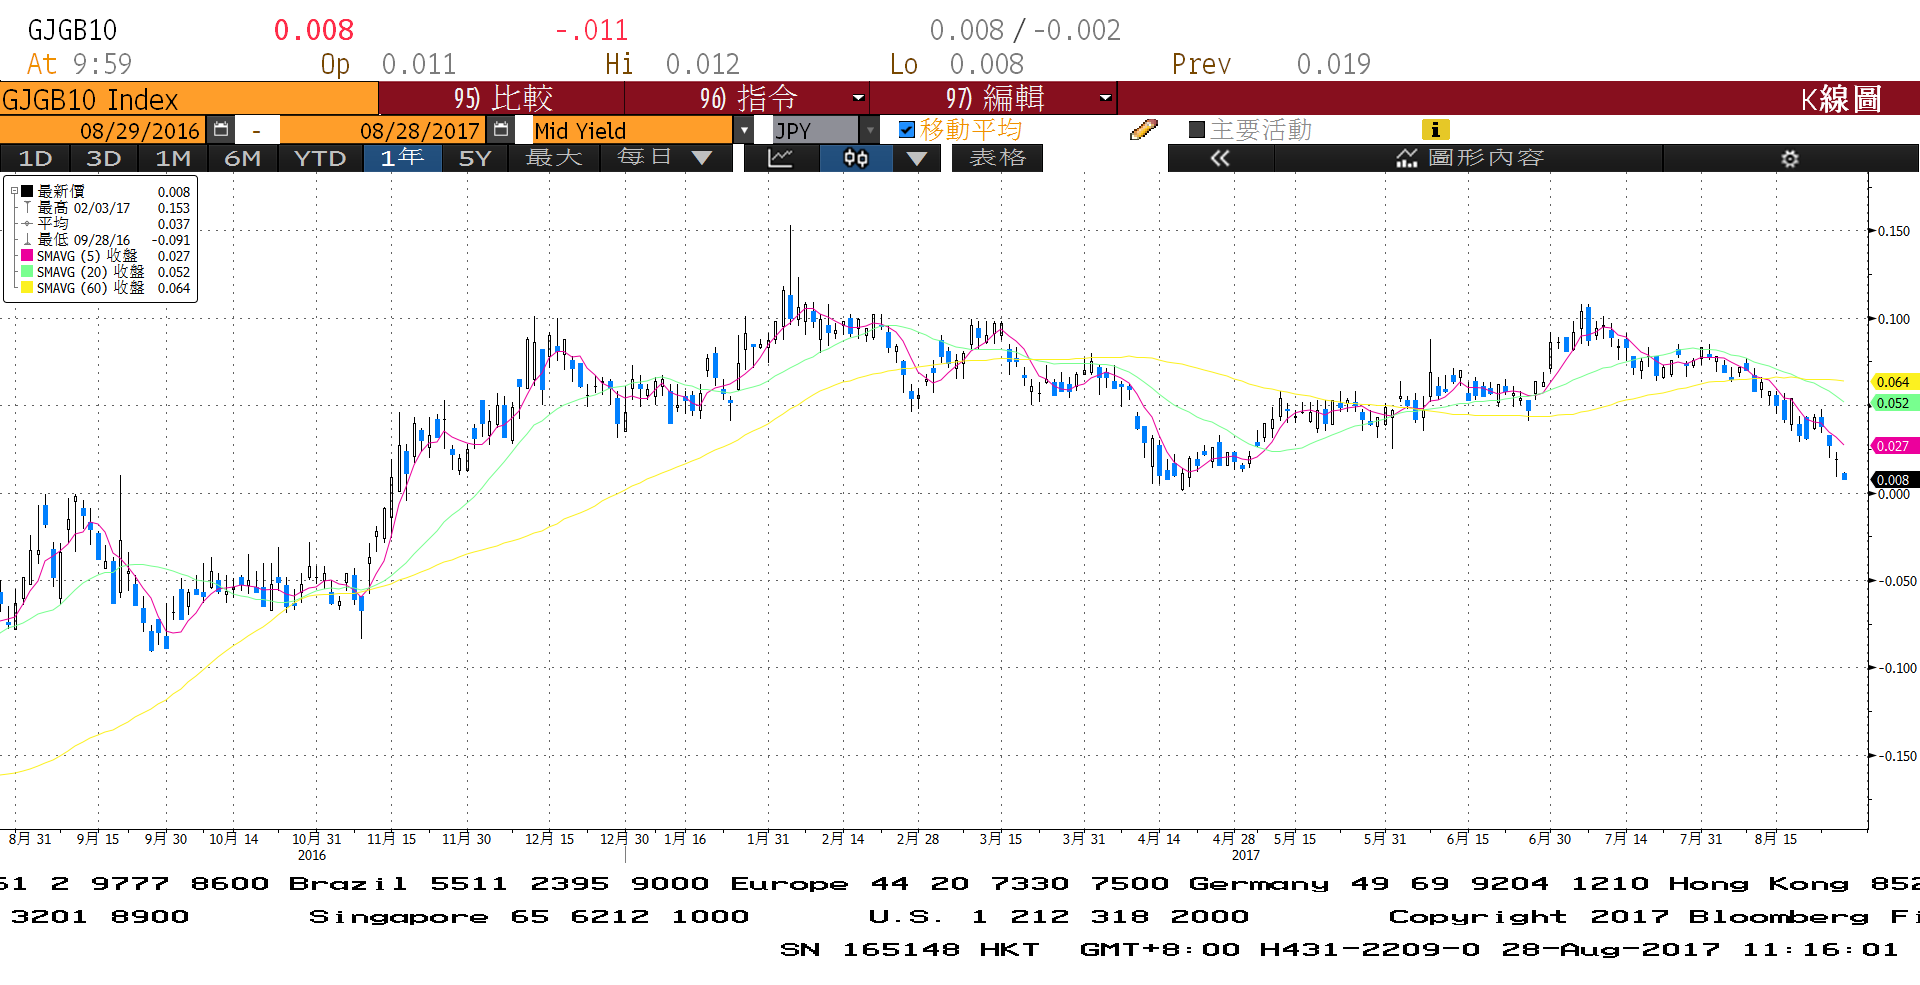 GJGB10 0.008 -.011 0.008 / -0.002
At 9:59 Op 0.011 Hi 0.012 Lo 0.008 Prev 0.019
GJGB10 Index 95) 比較 96) 指令 97) 編輯 K線圖
08/29/2016 - 08/28/2017 Mid Yield JPY 移動平均 主要活動
1D 3D 1M 6M YTD 1年 5Y 最大 每日 表格 « 圖形內容
最新價 0.008
最高 02/03/17 0.153
平均 0.037
最低 09/28/16 -0.091
SMAVG (5) 收盤 0.027
SMAVG (20) 收盤 0.052
SMAVG (60) 收盤 0.064
0.150
0.100
0.064
0.052
0.027
0.008
0.000
-0.050
-0.100
-0.150
8月 31 9月 15 9月 30 10月 14 10月 31 11月 15 11月 30 12月 15 12月 30 1月 16 1月 31 2月 14 2月 28 3月 15 3月 31 4月 14 4月 28 5月 15 5月 31 6月 15 6月 30 7月 14 7月 31 8月 15
2016 2017
61 2 9777 8600 Brazil 5511 2395 9000 Europe 44 20 7330 7500 Germany 49 69 9204 1210 Hong Kong 852
3201 8900 Singapore 65 6212 1000 U.S. 1 212 318 2000 Copyright 2017 Bloomberg Fi
SN 165148 HKT GMT+8:00 H431-2209-0 28-Aug-2017 11:16:01